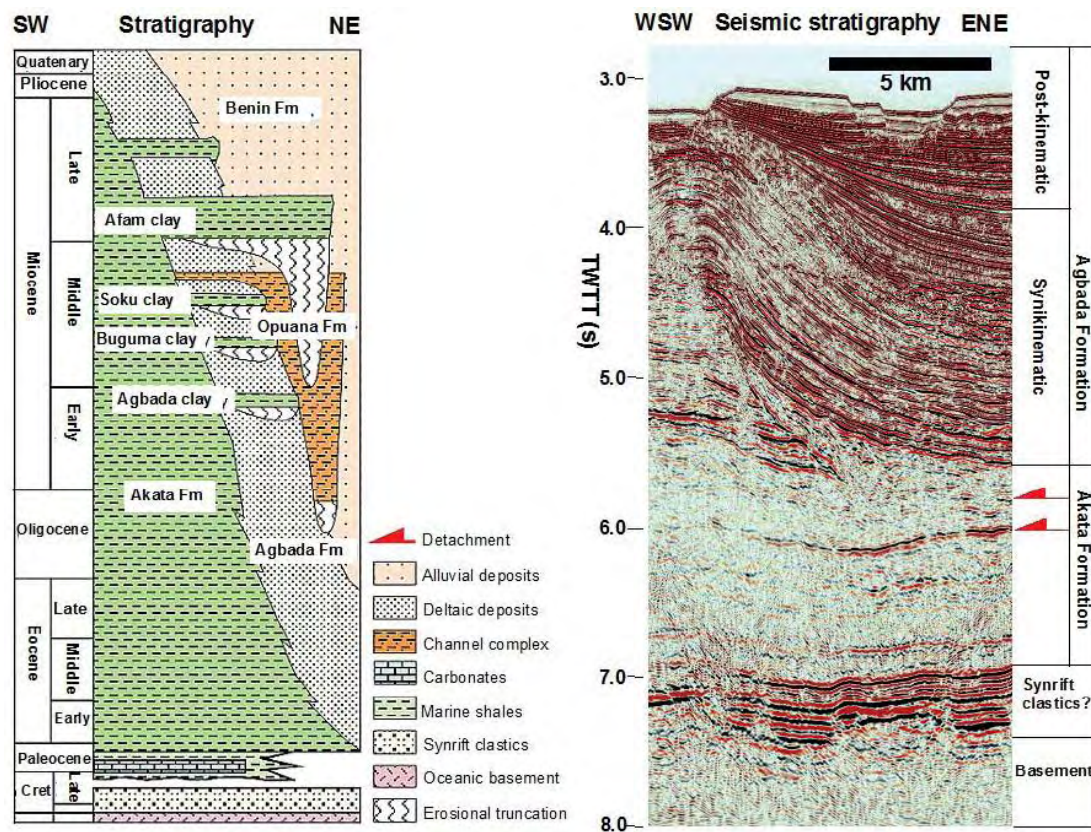 SW Stratigraphy NE
Quaternary
Pliocene
Miocene
Late
Middle
Early
Oligocene
Eocene
Late
Middle
Early
Paleocene
Cret
Late
Benin Fm
Afam clay
Soku clay
Opuana Fm
Buguma clay
Agbada clay
Akata Fm
Agbada Fm
Detachment
Alluvial deposits
Deltaic deposits
Channel complex
Carbonates
Marine shales
Synrift clastics
Oceanic basement
Erosional truncation
WSW Seismic stratigraphy ENE
5 km
TWTT (s)
3.0
4.0
5.0
6.0
7.0
8.0
Post-kinematic
Synikinematic
Agbada Formation
Akata Formation
Synrift
clastics?
Basement